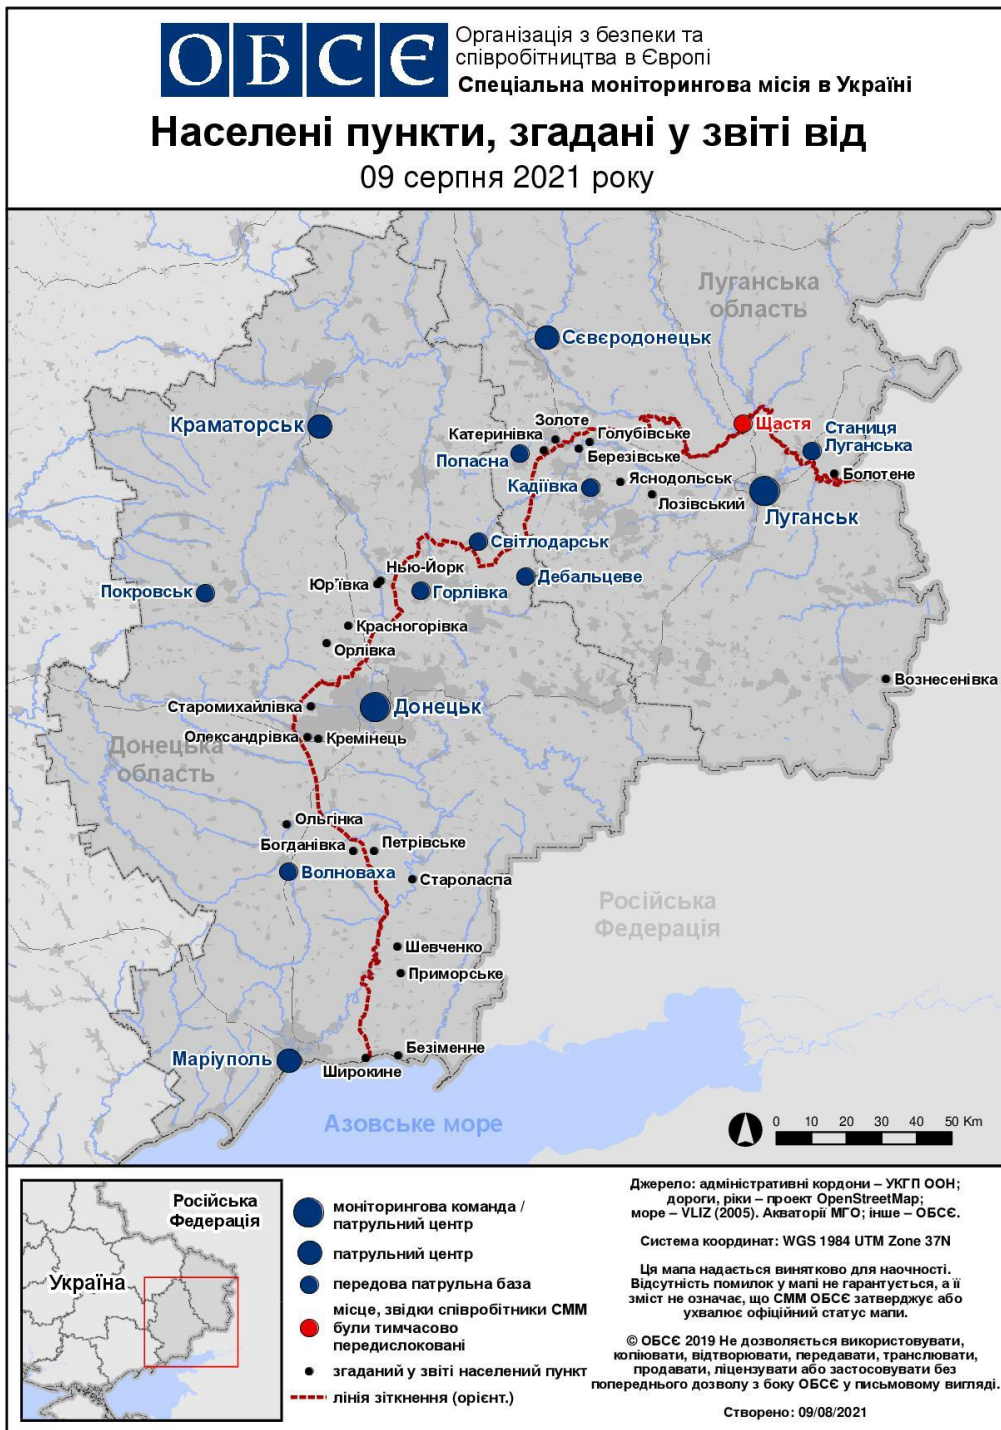 ОБСЄ
Організація з безпеки та
співробітництва в Європі
Спеціальна моніторингова місія в Україні
Населені пункти, згадані у звіті від
09 серпня 2021 року
Луганська
область
Сєвєродонецьк
Краматорськ
Золоте
Щастя
Катеринівка
Голубівське
Станиця
Луганська
Попасна
Березівське
Болотене
Кадіївка
Яснодольськ
Лозівський
Луганськ
Світлодарськ
Нью-Йорк
Юр'ївка
Дебальцеве
Покровськ
Горлівка
Красногорівка
Орлівка
Вознесенівка
Старомихайлівка
Донецьк
Олександрівка
Кремінець
Донецька
область
Ольгінка
Богданівка
Петрівське
Волноваха
Староласпа
Російська
Федерація
Шевченко
Приморське
Безіменне
Маріуполь
Широкине
Азовське море
0 10 20 30 40 50 Km
Російська
Федерація
Україна
моніторингова команда /
патрульний центр
патрульний центр
передова патрульна база
місце, звідки співробітники СММ
були тимчасово
передислоковані
згаданий у звіті населений пункт
лінія зіткнення (орієнт.)
Джерело: адміністративні кордони – УКГП ООН;
дороги, ріки – проект OpenStreetMap;
море – VLIZ (2005). Акваторії МГО; інше – ОБСЄ.
Система координат: WGS 1984 UTM Zone 37N
Ця мапа надається винятково для наочності.
Відсутність помилок у мапі не гарантується, а її
зміст не означає, що СММ ОБСЄ затверджує або
ухвалює офіційний статус мапи.
© ОБСЄ 2019 Не дозволяється використовувати,
копіювати, відтворювати, передавати, транслювати,
продавати, ліцензувати або застосовувати без
попереднього дозволу з боку ОБСЄ у письмовому вигляді.
Створено: 09/08/2021